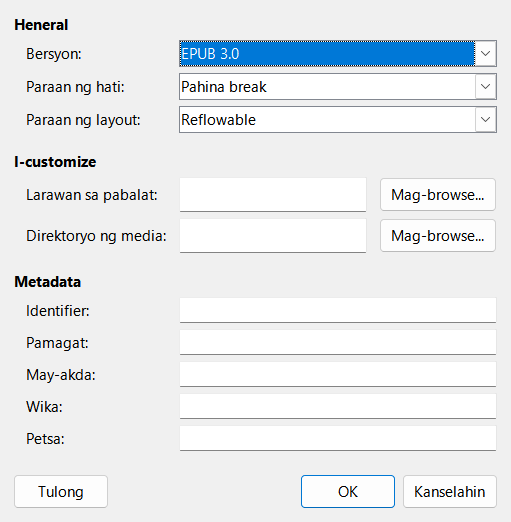 Heneral
Bersyon: EPUB 3.0
Paraan ng hati: Pahina break
Paraan ng layout: Reflowable
I-customize
Larawan sa pabalat: Mag-browse...
Direktoryo ng media: Mag-browse...
Metadata
Identifier:
Pamagat:
May-akda:
Wika:
Petsa:
Tulong OK Kanselahin